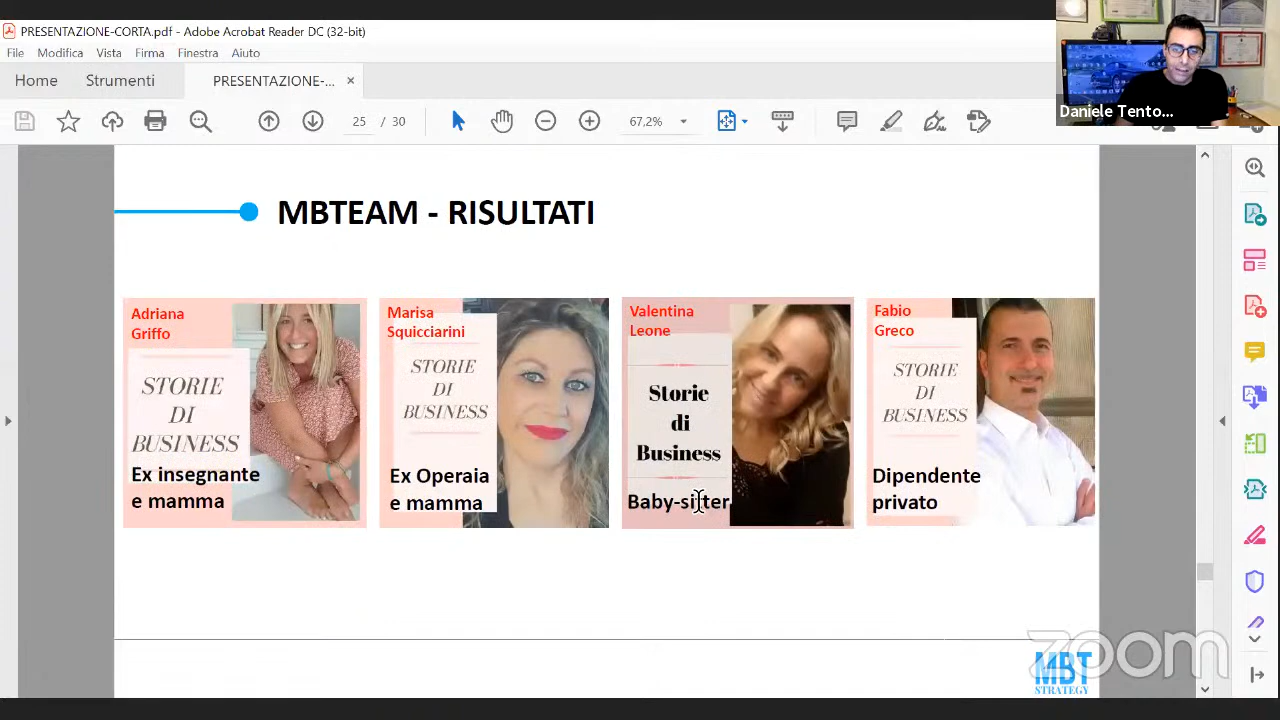 PRESENTAZIONE-CORTA.pdf - Adobe Acrobat Reader DC (32-bit)
File Modifica Vista Firma Finestra Aiuto
Home Strumenti PRESENTAZIONE-... ×
25 / 30 67,2%
Daniele Tento...
MBTEAM - RISULTATI
Adriana
Griffo
STORIE
DI
BUSINESS
Ex insegnante
e mamma
Marisa
Squicciarini
STORIE
DI
BUSINESS
Ex Operaia
e mamma
Valentina
Leone
Storie
di
Business
Baby-sitter
Fabio
Greco
STORIE
DI
BUSINESS
Dipendente
privato
zoom
MBT
STRATEGY